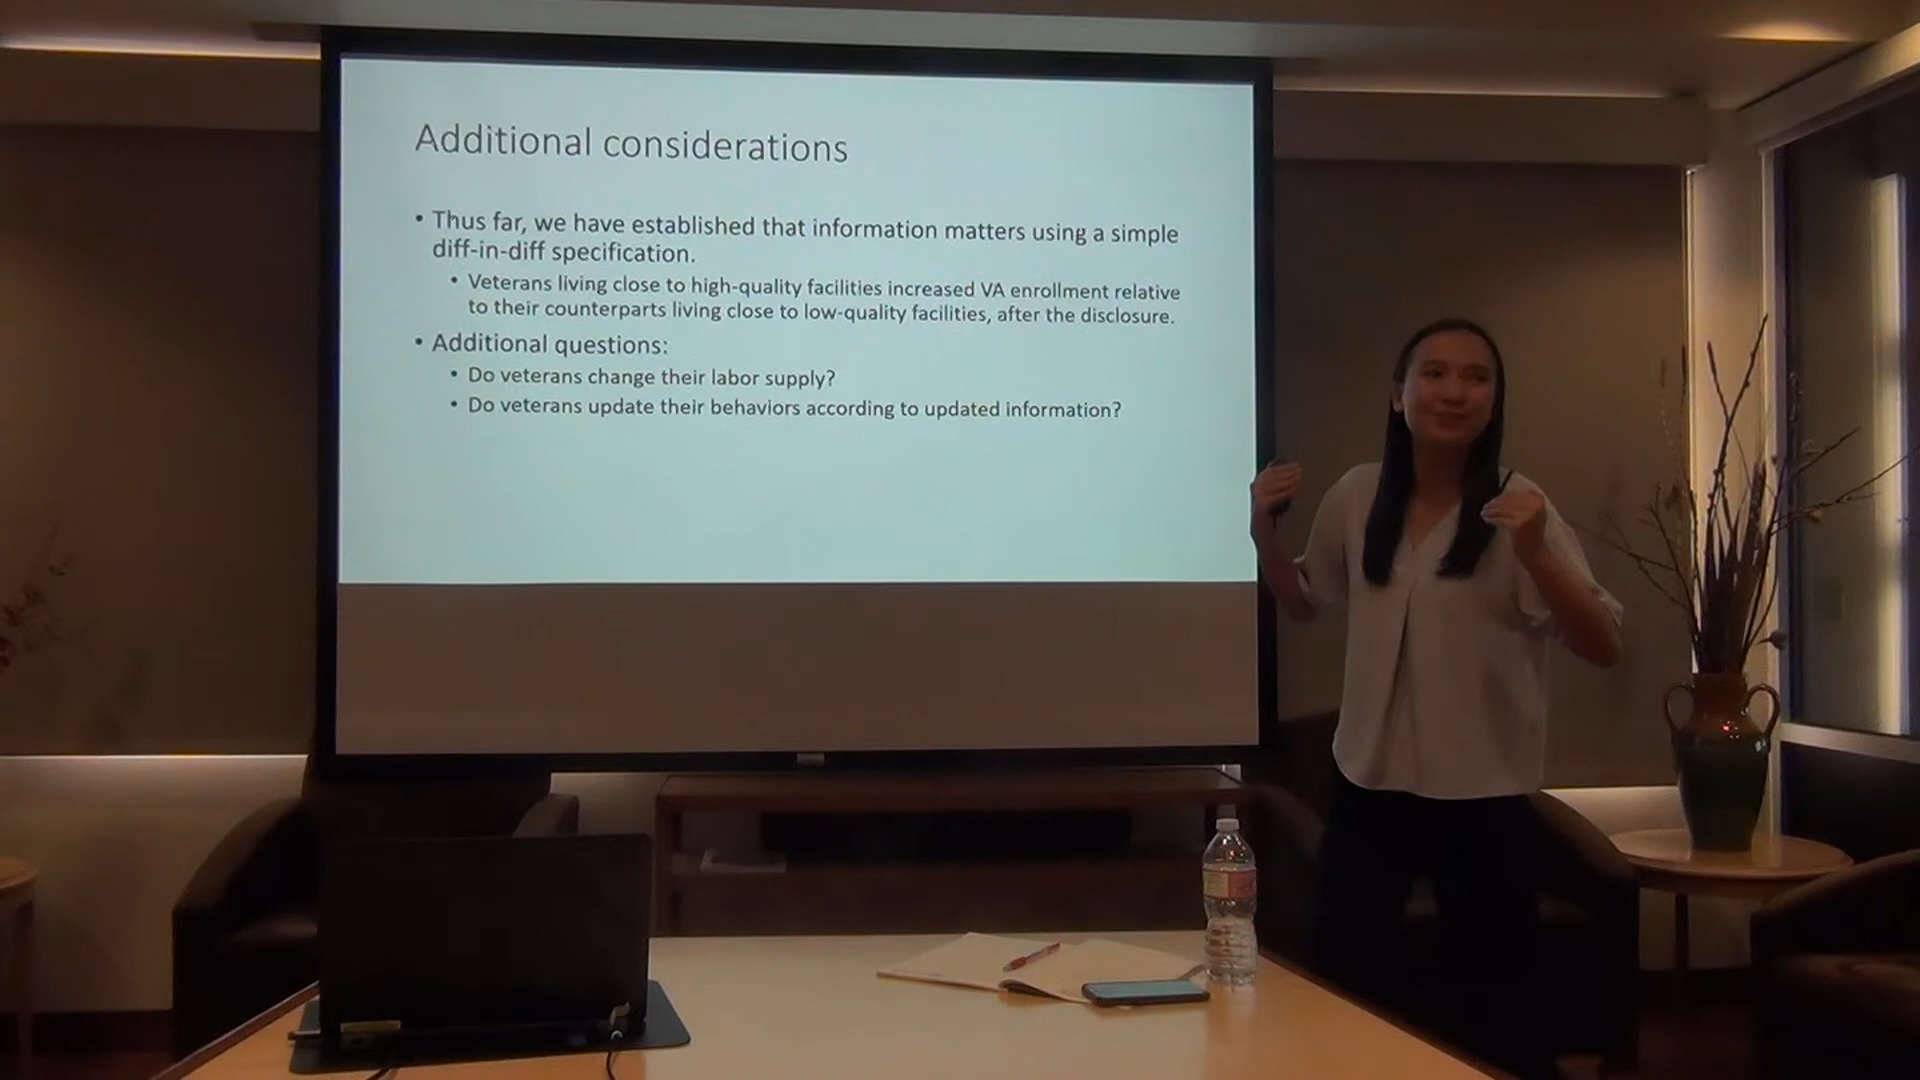 Additional considerations
• Thus far, we have established that information matters using a simple
diff-in-diff specification.
• Veterans living close to high-quality facilities increased VA enrollment relative
to their counterparts living close to low-quality facilities, after the disclosure.
• Additional questions:
• Do veterans change their labor supply?
• Do veterans update their behaviors according to updated information?